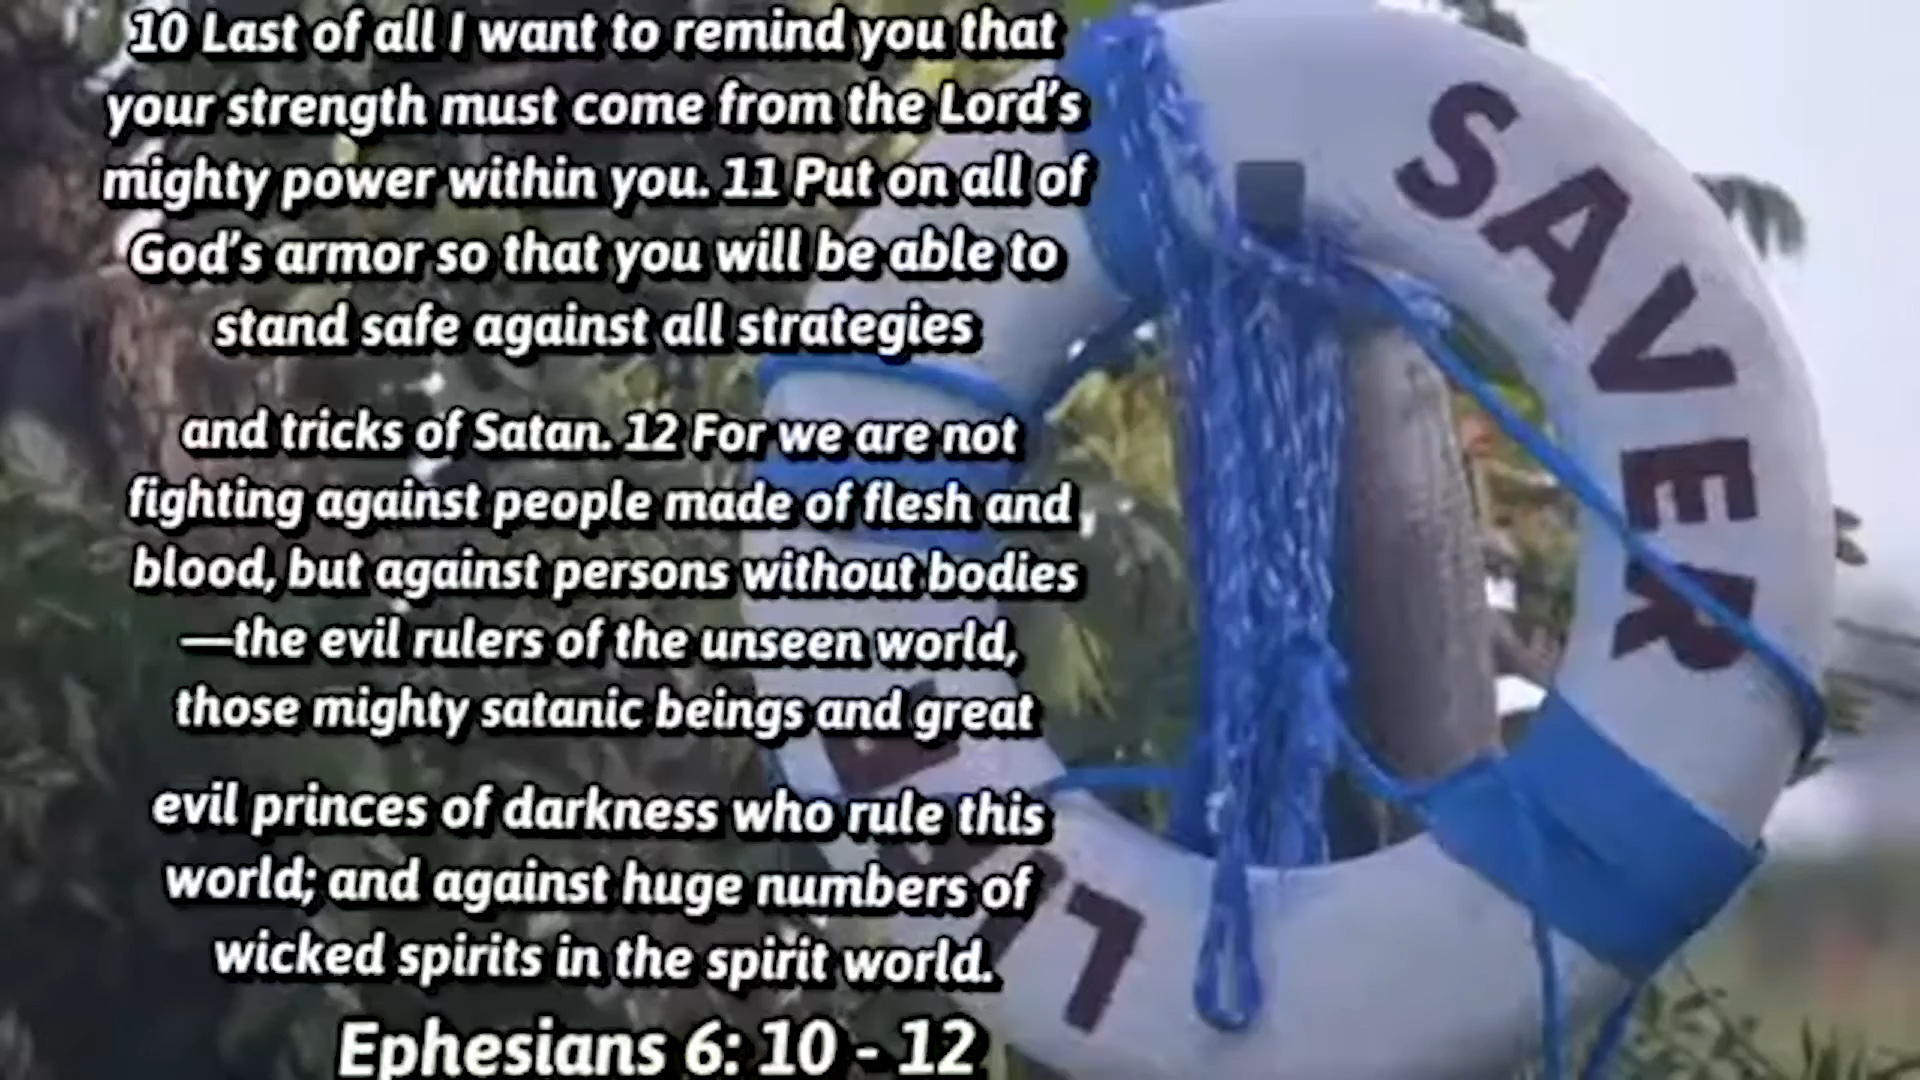 10 Last of all I want to remind you that
your strength must come from the Lord’s
mighty power within you. 11 Put on all of
God’s armor so that you will be able to
stand safe against all strategies
and tricks of Satan. 12 For we are not
fighting against people made of flesh and
blood, but against persons without bodies
—the evil rulers of the unseen world,
those mighty satanic beings and great
evil princes of darkness who rule this
world; and against huge numbers of
wicked spirits in the spirit world.
Ephesians 6: 10 - 12
LIFE
SAVER